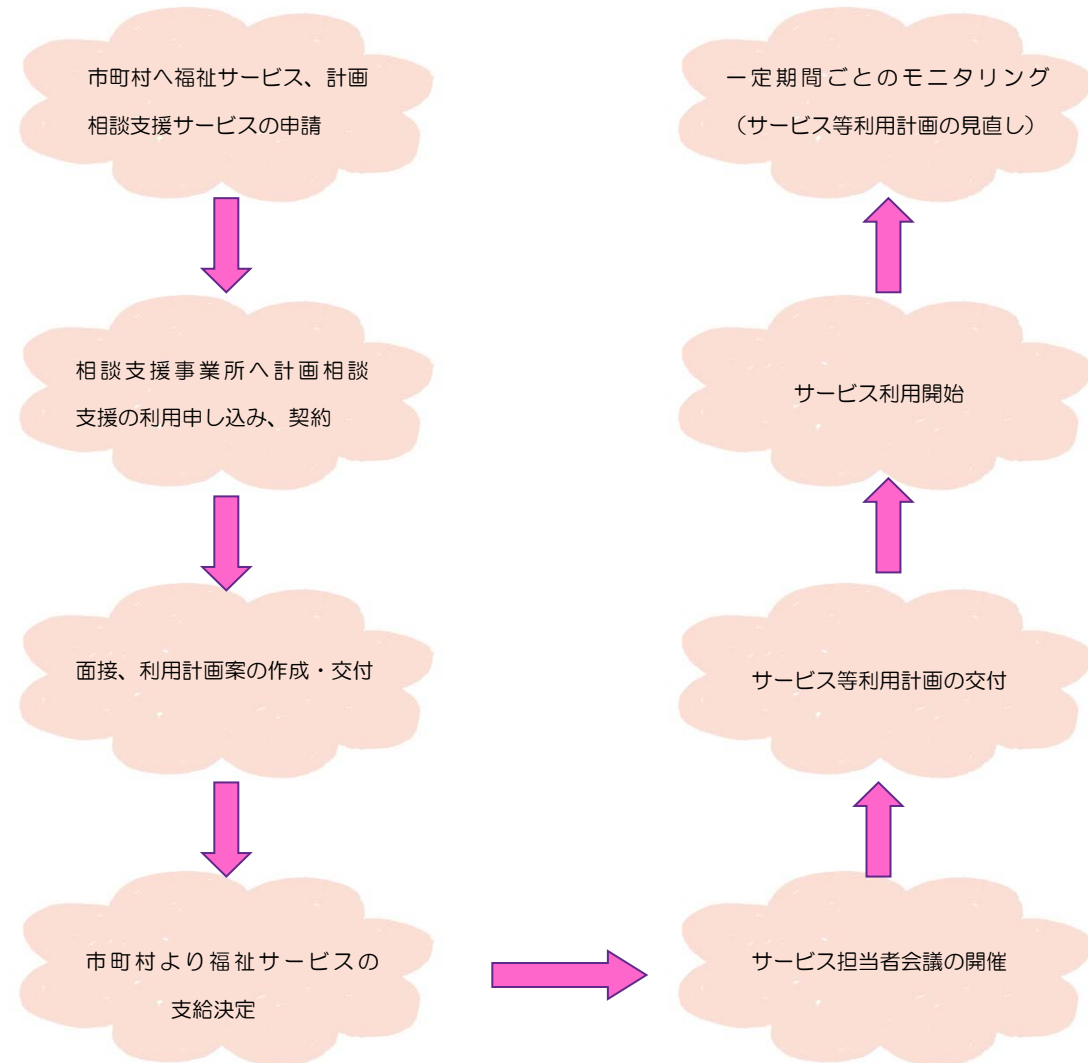 市町村へ福祉サービス、計画
相談支援サービスの申請
相談支援事業所へ計画相談
支援の利用申し込み、契約
面接、利用計画案の作成・交付
市町村より福祉サービスの
支給決定
サービス担当者会議の開催
サービス等利用計画の交付
サービス利用開始
一定期間ごとのモニタリング
（サービス等利用計画の見直し）